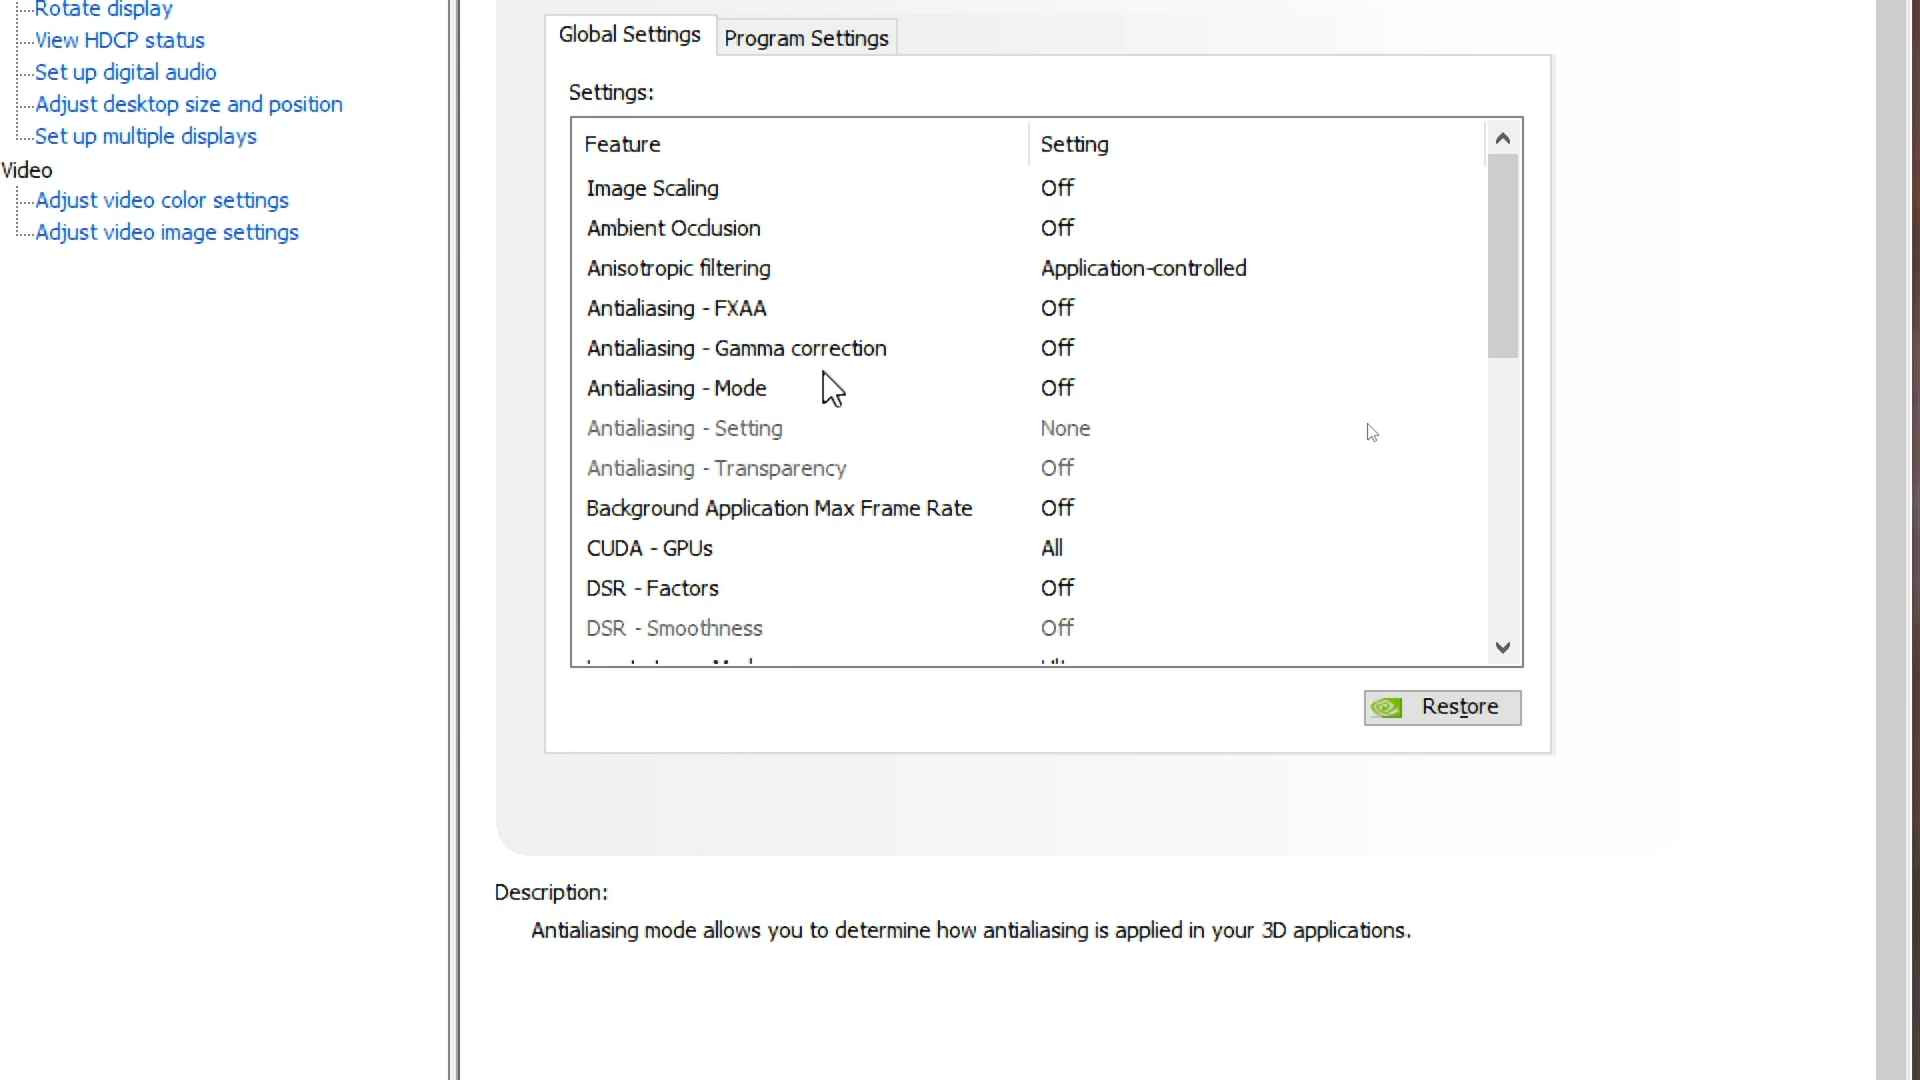 Rotate display
View HDCP status
Set up digital audio
Adjust desktop size and position
Set up multiple displays
Video
Adjust video color settings
Adjust video image settings
Global Settings
Program Settings
Settings:
Feature Setting
Image Scaling Off
Ambient Occlusion Off
Anisotropic filtering Application-controlled
Antialiasing - FXAA Off
Antialiasing - Gamma correction Off
Antialiasing - Mode Off
Antialiasing - Setting None
Antialiasing - Transparency Off
Background Application Max Frame Rate Off
CUDA - GPUs All
DSR - Factors Off
DSR - Smoothness Off
Restore
Description:
Antialiasing mode allows you to determine how antialiasing is applied in your 3D applications.